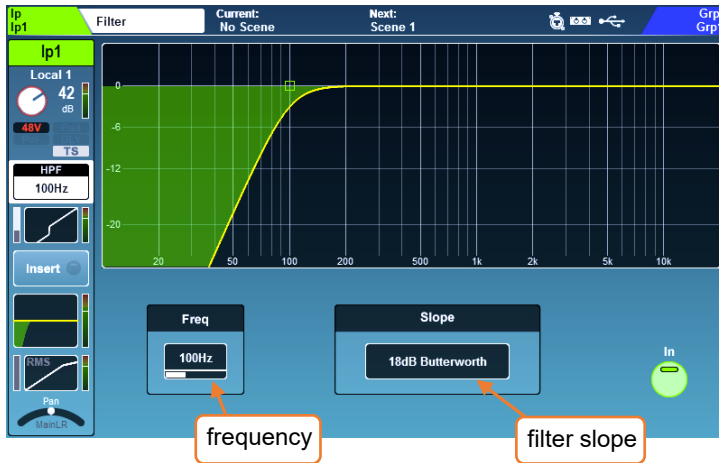 Ip
Ip1
Filter
Current:
No Scene
Next:
Scene 1
Grp
Grp1
Ip1
Local 1
42
dB
48V
TS
HPF
100Hz
Insert
RMS
Pan
MainLR
0
-6
-12
-20
20 50 100 200 500 1k 2k 5k 10k
Freq
100Hz
Slope
18dB Butterworth
In
frequency
filter slope